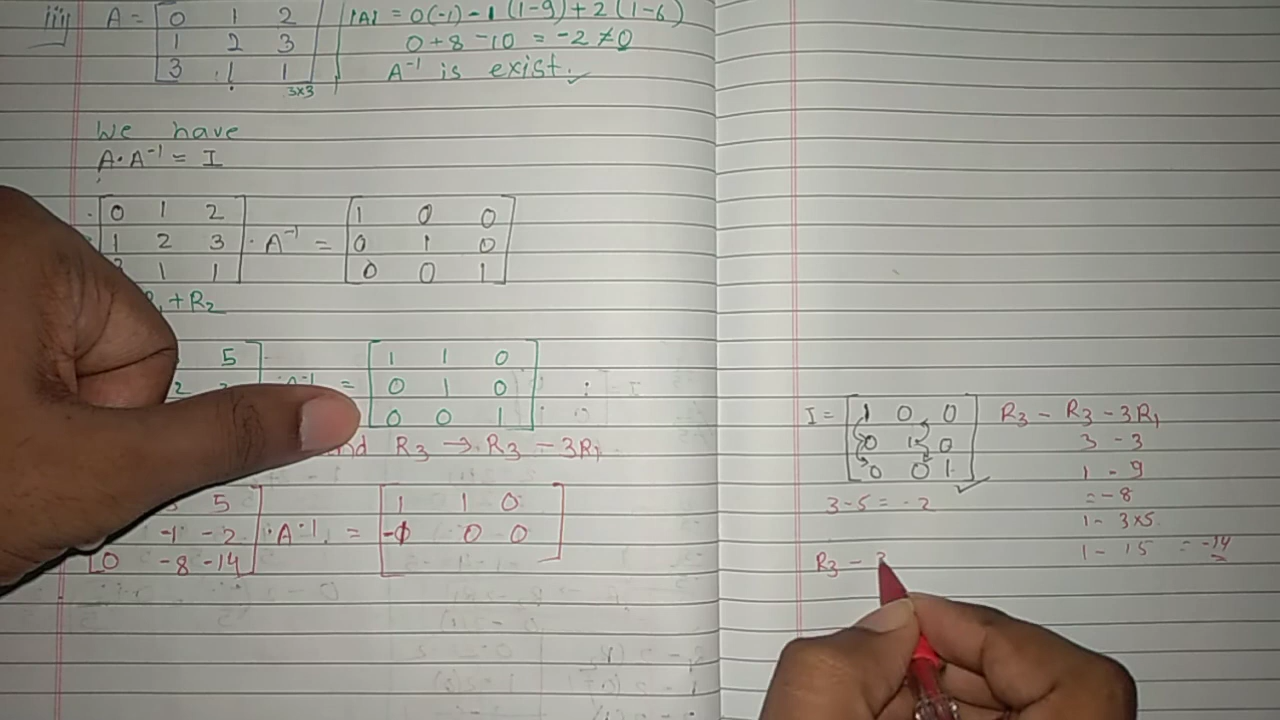 iii) A = [ 0 1 2 |A| = 0(-1) - 1(1-9) + 2(1-6)
1 2 3 0 + 8 - 10 = -2 ≠ 0
3 1 1 ] 3×3 A⁻¹ is exist. ✓
We have
A·A⁻¹ = I
[ 0 1 2 [ 1 0 0
1 2 3 ] · A⁻¹ = 0 1 0
1 1 0 0 1 ]
+ R₂
5 [ 1 1 0
2 A⁻¹ = 0 1 0
0 0 1 ]
R₃ → R₃ - 3R₁
5 [ 1 1 0
-1 -2 · A⁻¹ = 0 0
[ 0 -8 -14 ]
I = [ 1 0 0 R₃ - R₃ - 3R₁
0 1 0 3 - 3
0 0 1 ] ✓ 1 - 9
3 - 5 = -2 = -8
1 - 3×5
1 - 15 = -14
R₃ -